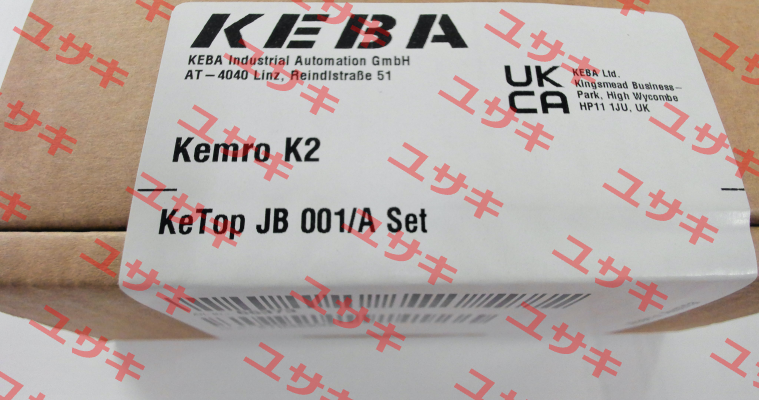 KEBA
KEBA Industrial Automation GmbH
AT-4040 Linz, Reindlstraße 51
UK
CA
KEBA Ltd.
Kingsmead Business-
Park, High Wycombe
HP11 1JU, UK
Kemro K2
KeTop JB 001/A Set
ユサキ